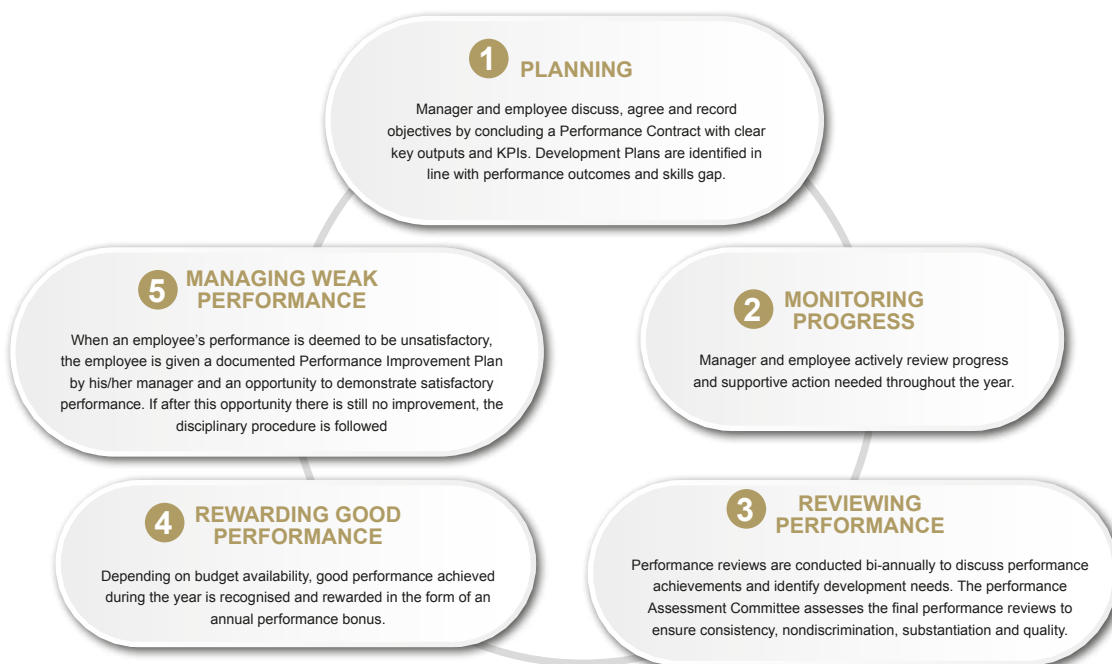 1 PLANNING
Manager and employee discuss, agree and record
objectives by concluding a Performance Contract with clear
key outputs and KPIs. Development Plans are identified in
line with performance outcomes and skills gap.
2 MONITORING
PROGRESS
Manager and employee actively review progress
and supportive action needed throughout the year.
3 REVIEWING
PERFORMANCE
Performance reviews are conducted bi-annually to discuss performance
achievements and identify development needs. The performance
Assessment Committee assesses the final performance reviews to
ensure consistency, nondiscrimination, substantiation and quality.
4 REWARDING GOOD
PERFORMANCE
Depending on budget availability, good performance achieved
during the year is recognised and rewarded in the form of an
annual performance bonus.
5 MANAGING WEAK
PERFORMANCE
When an employee’s performance is deemed to be unsatisfactory,
the employee is given a documented Performance Improvement Plan
by his/her manager and an opportunity to demonstrate satisfactory
performance. If after this opportunity there is still no improvement, the
disciplinary procedure is followed